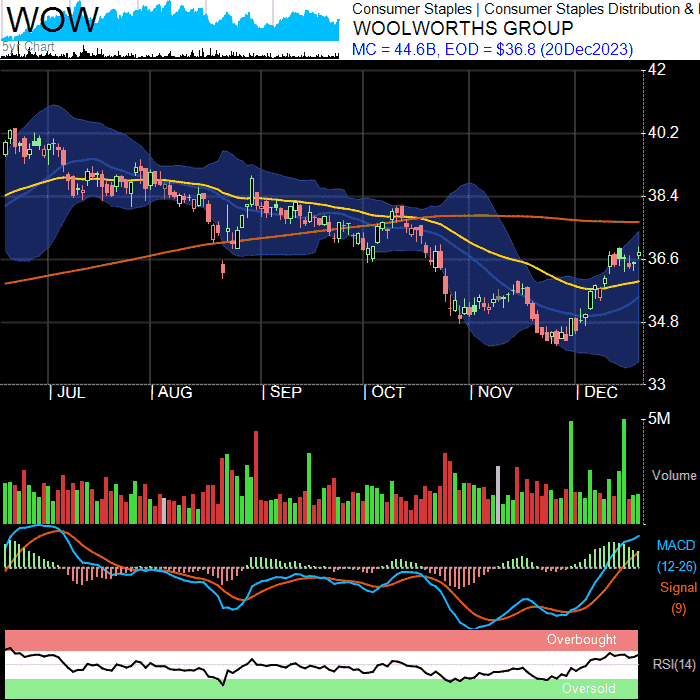 WOW
5yr Chart
Consumer Staples | Consumer Staples Distribution &
WOOLWORTHS GROUP
MC = 44.6B, EOD = $36.8 (20Dec2023)
42
40.2
38.4
36.6
34.8
33
| JUL | AUG | SEP | OCT | NOV | DEC
5M
Volume
MACD
(12-26)
Signal
(9)
Overbought
RSI(14)
Oversold